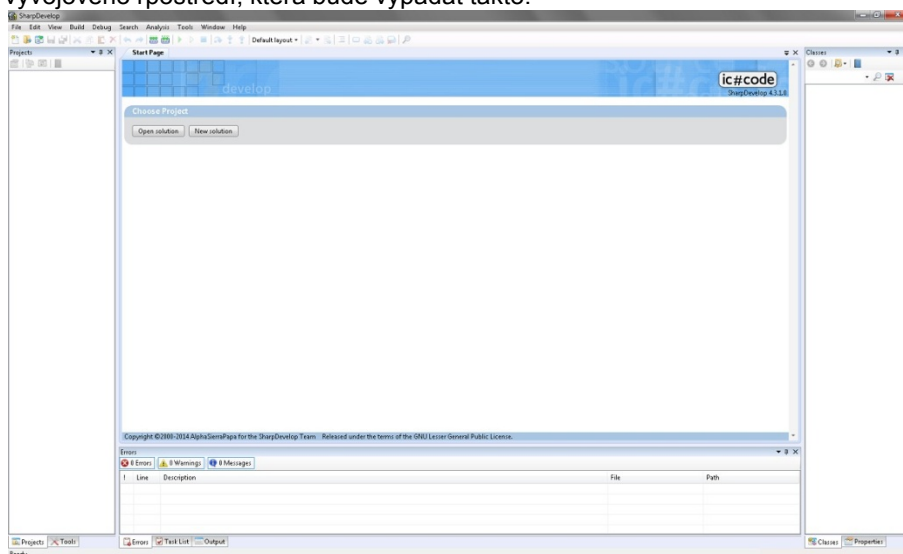 vývojového rpostředí, která bude vypadat takto:
SharpDevelop
File Edit View Build Debug Search Analysis Tools Window Help
Default layout
Projects
Start Page
Classes
develop
ic#code
SharpDevelop 4.3.1.0
Choose Project
Open solution New solution
Copyright ©2000-2014 AlphaSierraPapa for the SharpDevelop Team Released under the terms of the GNU Lesser General Public License.
Errors
0 Errors 0 Warnings 0 Messages
! Line Description File Path
Projects Tools Errors Task List Output Classes Properties